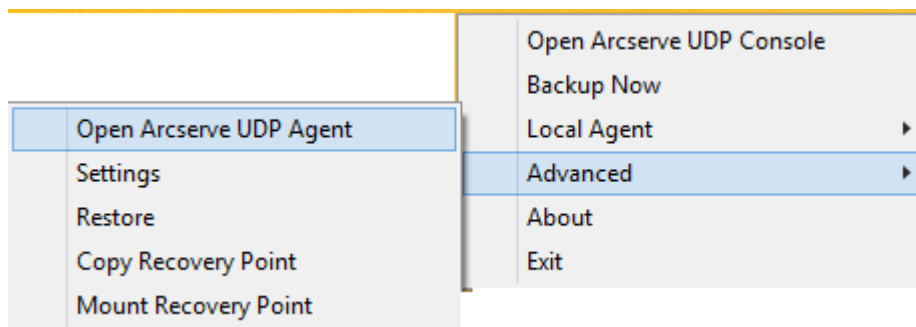 Open Arcserve UDP Console
Backup Now
Local Agent
Advanced
About
Exit
Open Arcserve UDP Agent
Settings
Restore
Copy Recovery Point
Mount Recovery Point